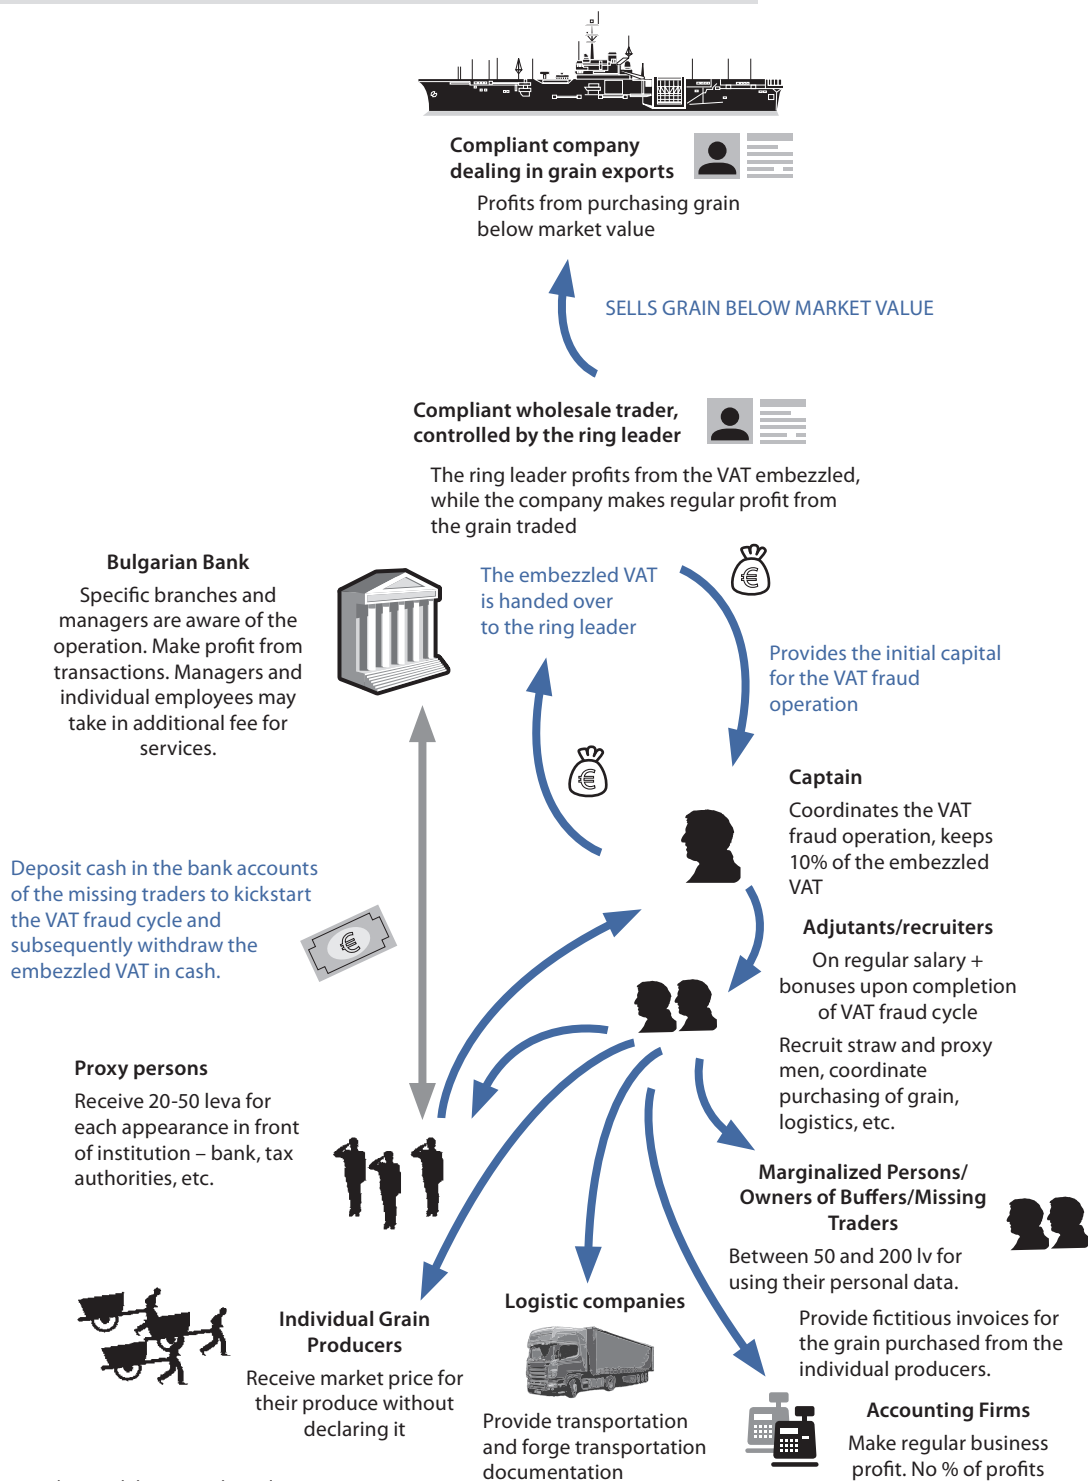 Compliant company
dealing in grain exports
Profits from purchasing grain
below market value
SELLS GRAIN BELOW MARKET VALUE
Compliant wholesale trader,
controlled by the ring leader
The ring leader profits from the VAT embezzled,
while the company makes regular profit from
the grain traded
Bulgarian Bank
Specific branches and
managers are aware of the
operation. Make profit from
transactions. Managers and
individual employees may
take in additional fee for
services.
The embezzled VAT
is handed over
to the ring leader
Provides the initial capital
for the VAT fraud
operation
Captain
Coordinates the VAT
fraud operation, keeps
10% of the embezzled
VAT
Deposit cash in the bank accounts
of the missing traders to kickstart
the VAT fraud cycle and
subsequently withdraw the
embezzled VAT in cash.
Adjutants/recruiters
On regular salary +
bonuses upon completion
of VAT fraud cycle
Recruit straw and proxy
men, coordinate
purchasing of grain,
logistics, etc.
Proxy persons
Receive 20-50 leva for
each appearance in front
of institution – bank, tax
authorities, etc.
Marginalized Persons/
Owners of Buffers/Missing
Traders
Between 50 and 200 lv for
using their personal data.
Provide fictitious invoices for
the grain purchased from the
individual producers.
Individual Grain
Producers
Receive market price for
their produce without
declaring it
Logistic companies
Provide transportation
and forge transportation
documentation
Accounting Firms
Make regular business
profit. No % of profits